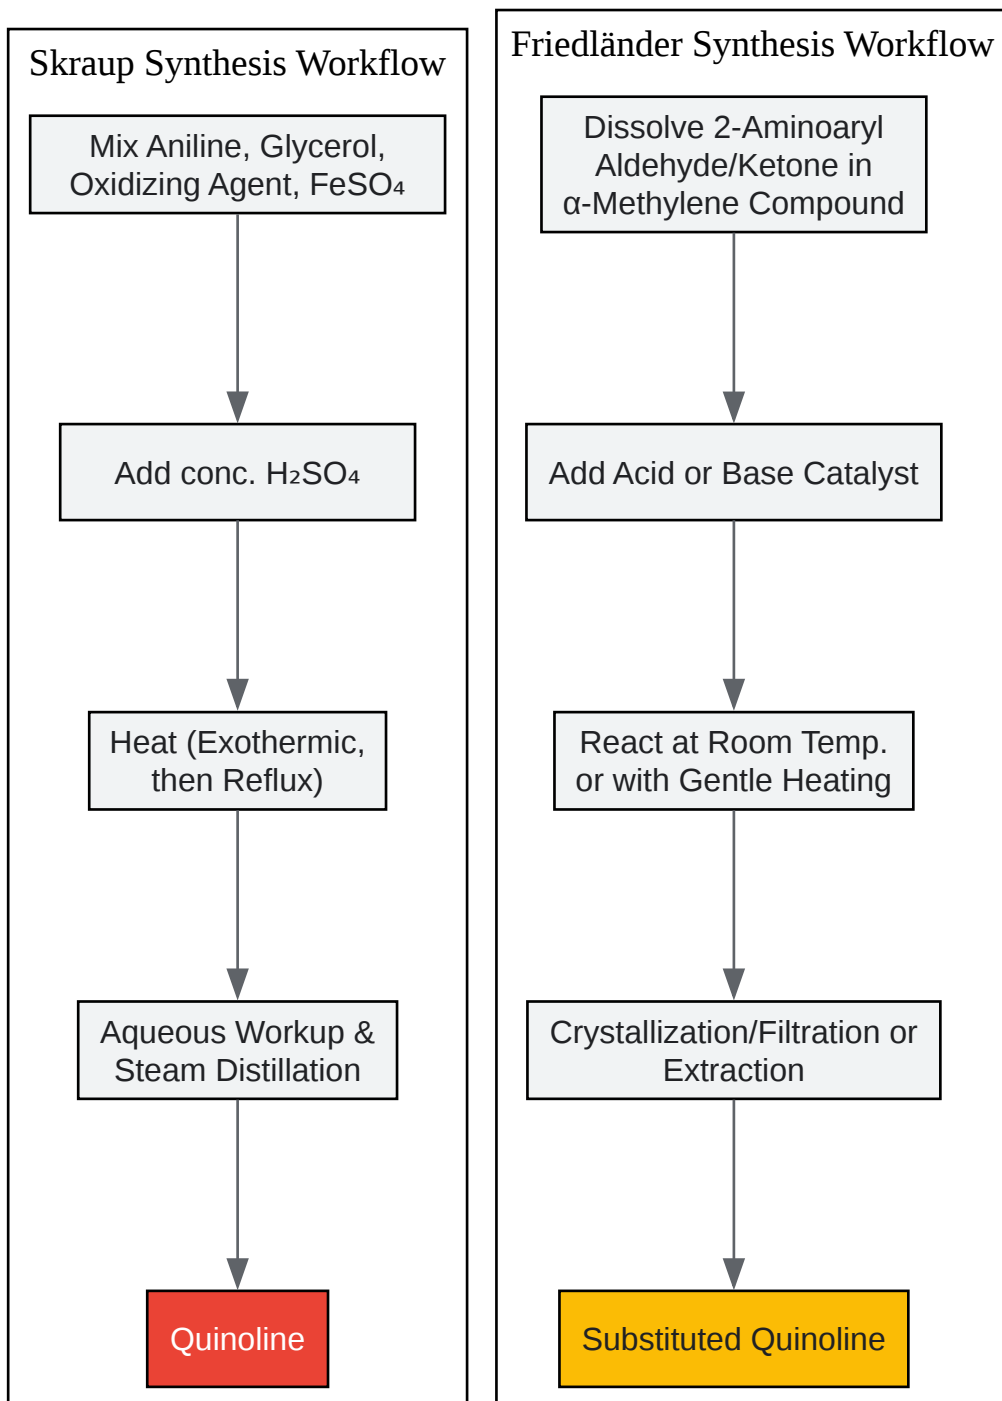 Skraup Synthesis Workflow
Mix Aniline, Glycerol,
Oxidizing Agent, FeSO₄
Add conc. H₂SO₄
Heat (Exothermic,
then Reflux)
Aqueous Workup &
Steam Distillation
Quinoline
Friedländer Synthesis Workflow
Dissolve 2-Aminoaryl
Aldehyde/Ketone in
α-Methylene Compound
Add Acid or Base Catalyst
React at Room Temp.
or with Gentle Heating
Crystallization/Filtration or
Extraction
Substituted Quinoline